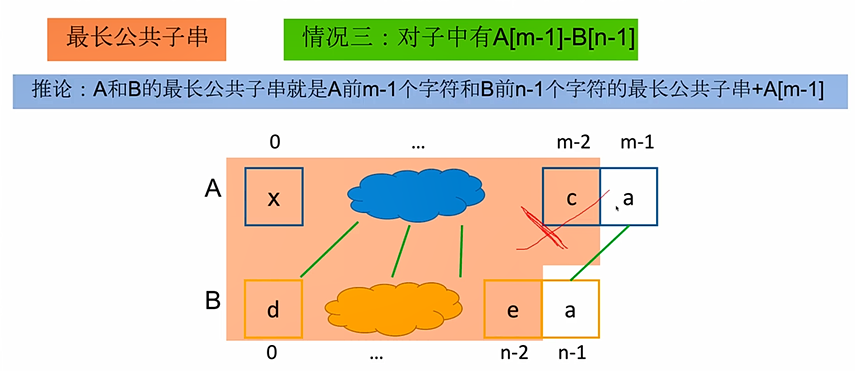 最长公共子串
情况三：对子中有A[m-1]-B[n-1]
推论：A和B的最长公共子串就是A前m-1个字符和B前n-1个字符的最长公共子串+A[m-1]
0 ... m-2 m-1
A x c a
B d e a
0 ... n-2 n-1